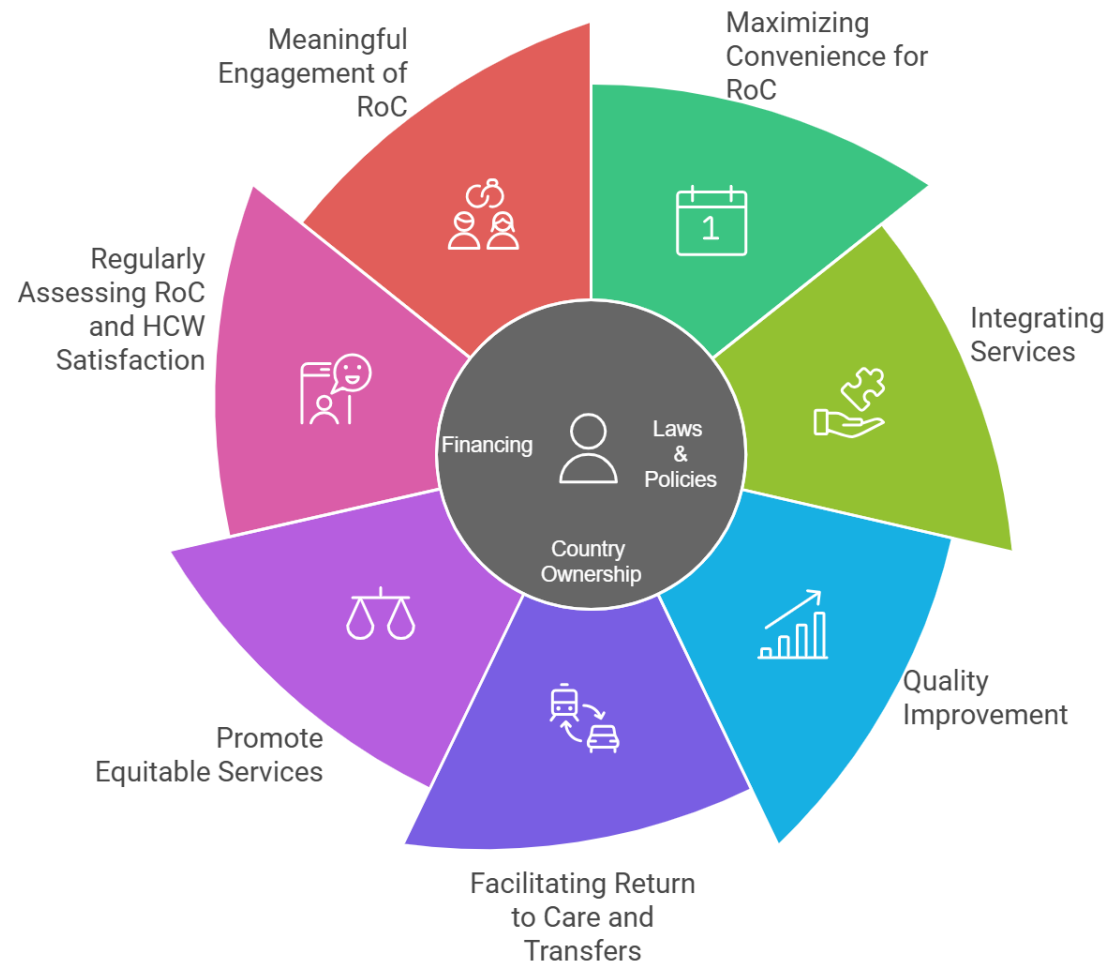 Meaningful
Engagement of
RoC
Maximizing
Convenience for
RoC
1
Integrating
Services
Quality
Improvement
Facilitating Return
to Care and
Transfers
Promote
Equitable Services
Regularly
Assessing RoC
and HCW
Satisfaction
Financing
Laws
&
Policies
Country
Ownership